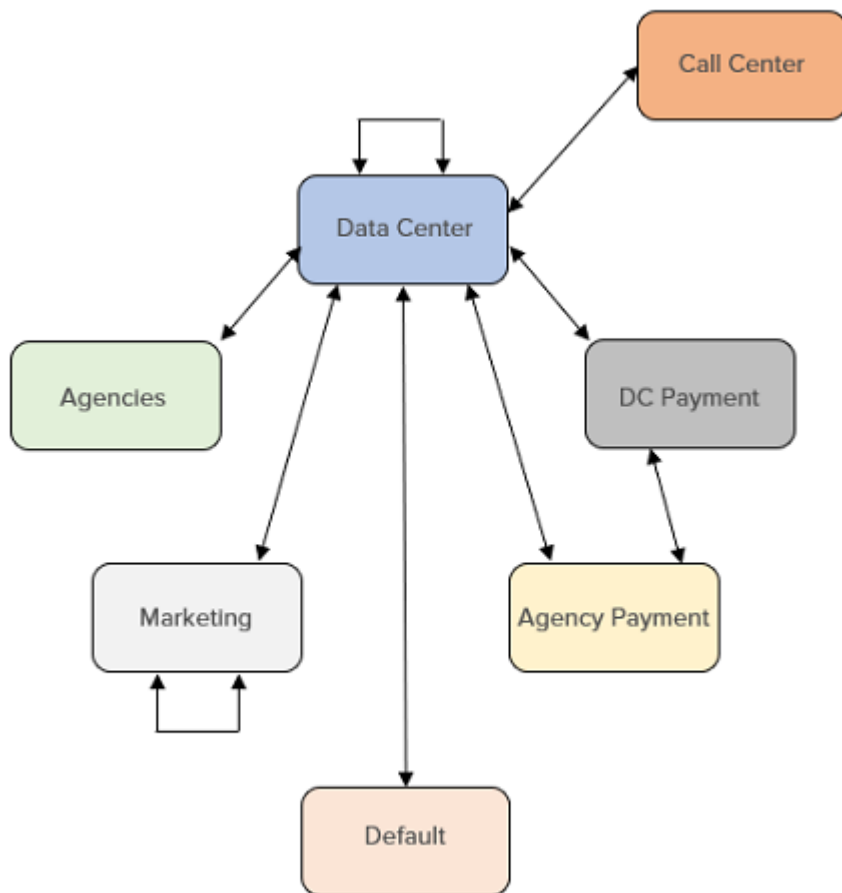 Call Center
Data Center
Agencies
DC Payment
Marketing
Agency Payment
Default